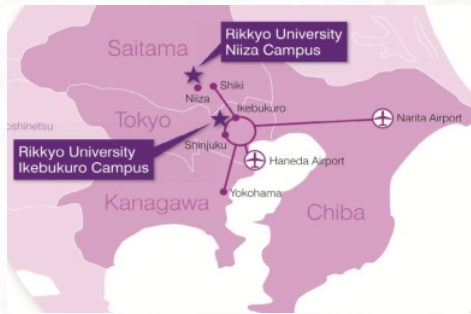 Rikkyo University
Niiza Campus
Saitama
Shiki
Niiza
Ikebukuro
Narita Airport
Tokyo
oshinetsu
Shinjuku
Rikkyo University
Ikebukuro Campus
Haneda Airport
Yokohama
Kanagawa
Chiba